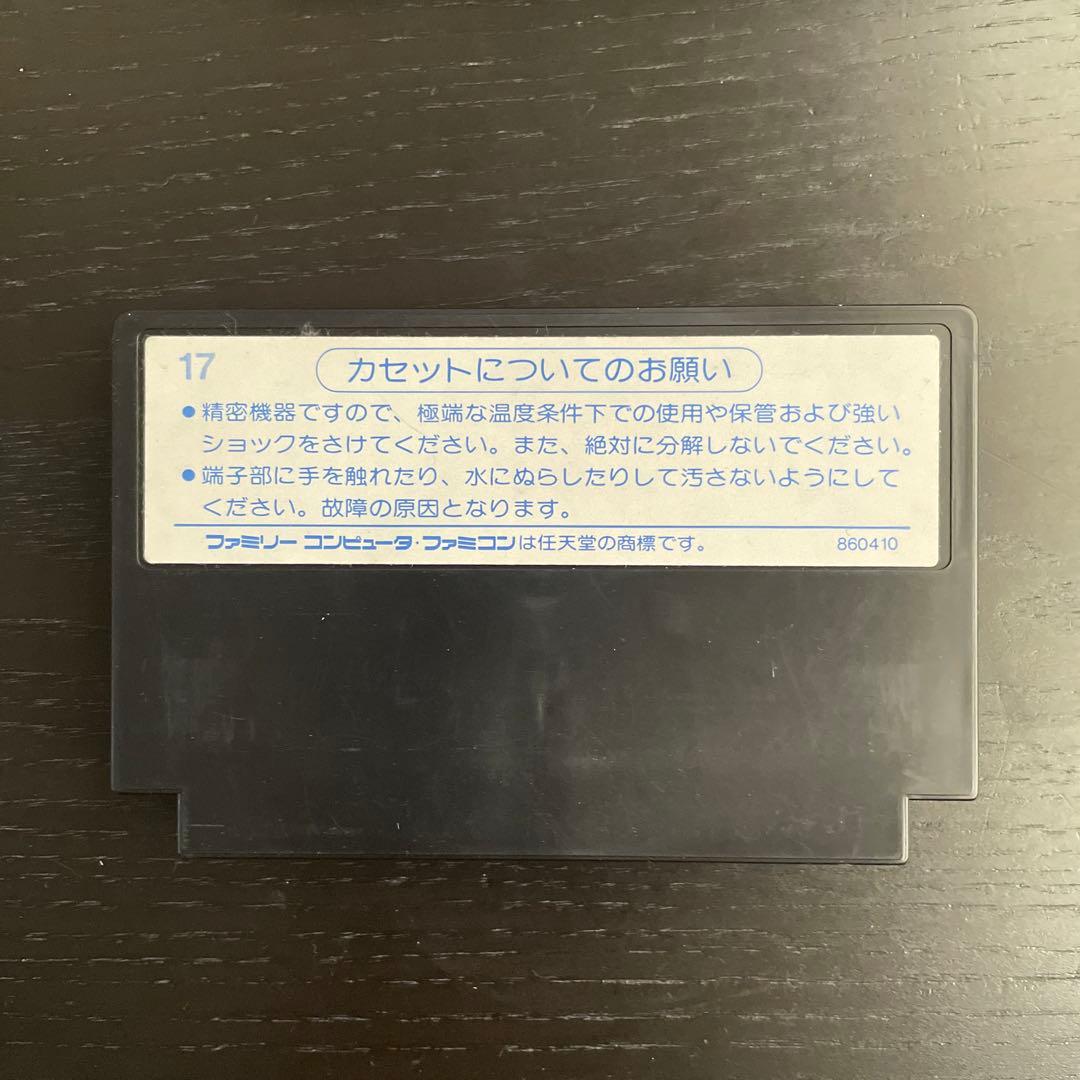 17
カセットについてのお願い
●精密機器ですので、極端な温度条件下での使用や保管および強い
ショックをさけてください。また、絶対に分解しないでください。
●端子部に手を触れたり、水にぬらしたりして汚さないようにして
ください。故障の原因となります。
ファミリー コンピュータ・ファミコンは任天堂の商標です。 860410